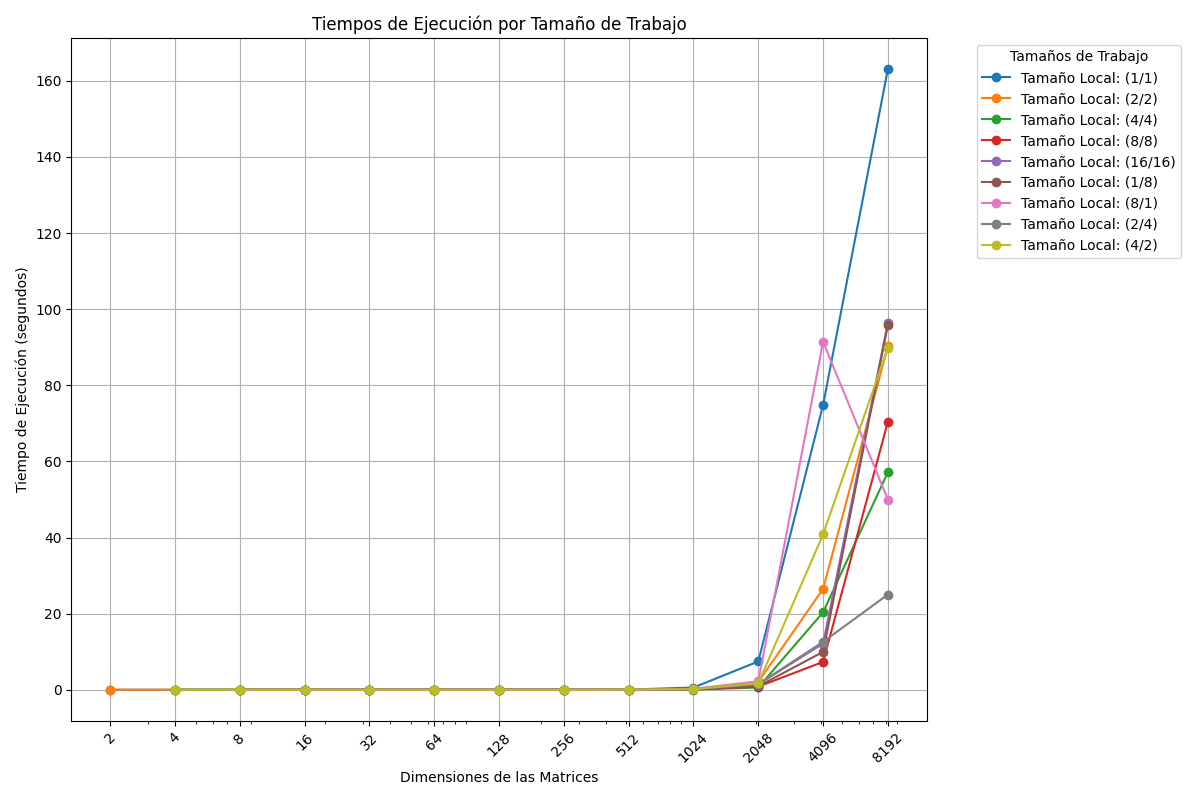 Tiempos de Ejecución por Tamaño de Trabajo
Tiempo de Ejecución (segundos)
160
140
120
100
80
60
40
20
0
2
4
8
16
32
64
128
256
512
1024
2048
4096
8192
Dimensiones de las Matrices
Tamaños de Trabajo
Tamaño Local: (1/1)
Tamaño Local: (2/2)
Tamaño Local: (4/4)
Tamaño Local: (8/8)
Tamaño Local: (16/16)
Tamaño Local: (1/8)
Tamaño Local: (8/1)
Tamaño Local: (2/4)
Tamaño Local: (4/2)